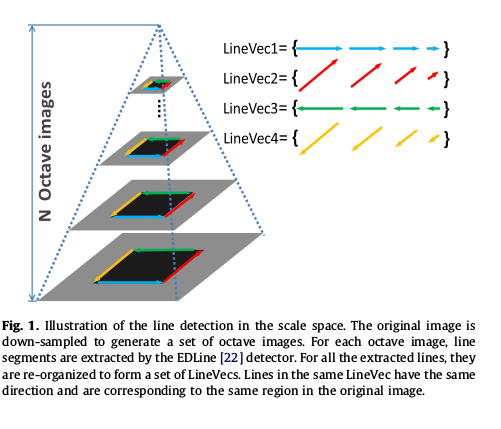 N Octave images
LineVec1= { }
LineVec2= { }
LineVec3= { }
LineVec4= { }
Fig. 1. Illustration of the line detection in the scale space. The original image is
down-sampled to generate a set of octave images. For each octave image, line
segments are extracted by the EDLine [22] detector. For all the extracted lines, they
are re-organized to form a set of LineVecs. Lines in the same LineVec have the same
direction and are corresponding to the same region in the original image.